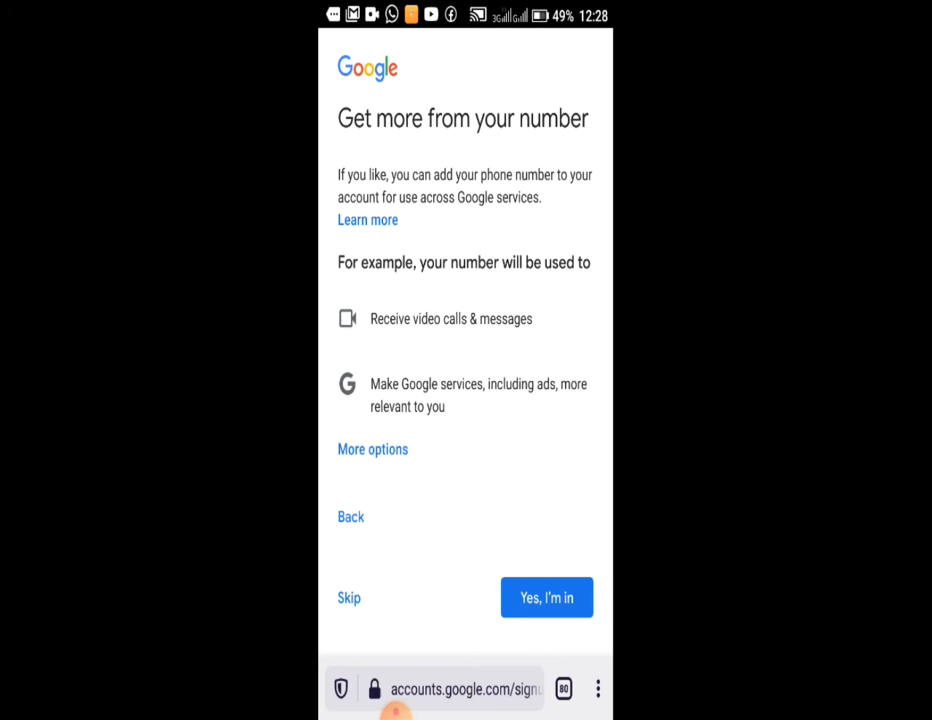 3G G 49% 12:28
Google
Get more from your number
If you like, you can add your phone number to your
account for use across Google services.
Learn more
For example, your number will be used to
Receive video calls & messages
Make Google services, including ads, more
relevant to you
More options
Back
Skip
Yes, I'm in
accounts.google.com/sign
80